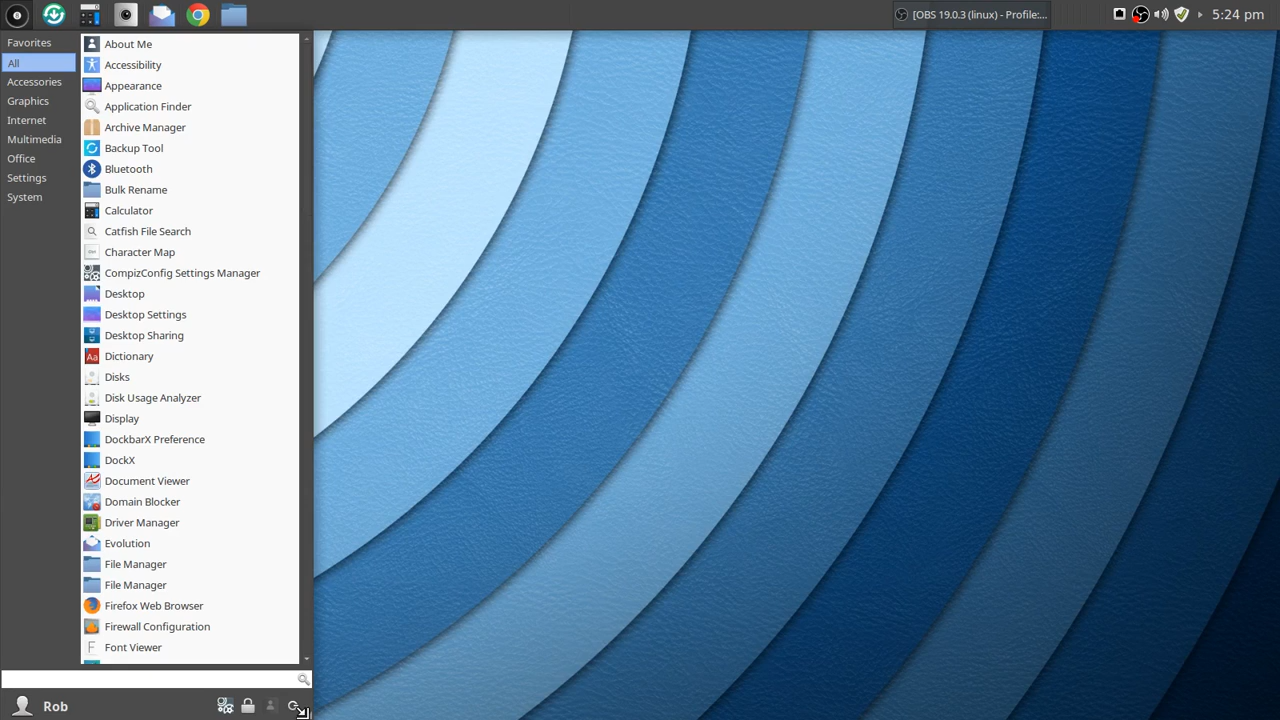 [OBS 19.0.3 (linux) - Profile:...
5:24 pm
Favorites
All
Accessories
Graphics
Internet
Multimedia
Office
Settings
System
About Me
Accessibility
Appearance
Application Finder
Archive Manager
Backup Tool
Bluetooth
Bulk Rename
Calculator
Catfish File Search
Character Map
CompizConfig Settings Manager
Desktop
Desktop Settings
Desktop Sharing
Dictionary
Disks
Disk Usage Analyzer
Display
DockbarX Preference
DockX
Document Viewer
Domain Blocker
Driver Manager
Evolution
File Manager
File Manager
Firefox Web Browser
Firewall Configuration
Font Viewer
Rob